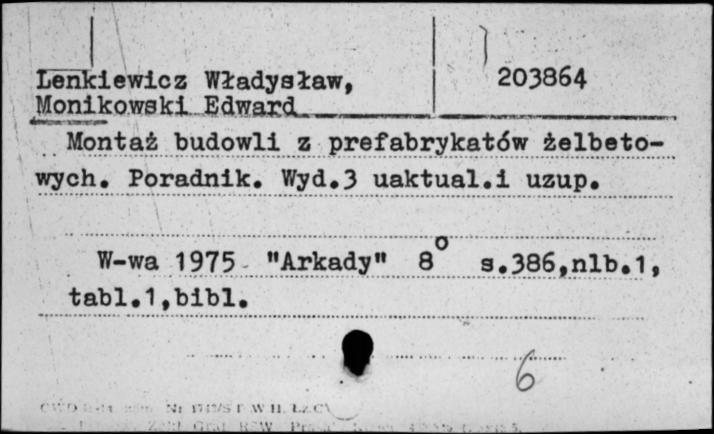 Lenkiewicz Władysław, 203864
Monikowski Edward
Montaż budowli z prefabrykatów żelbeto-
wych. Poradnik. Wyd.3 uaktual.i uzup.
W-wa 1975 "Arkady" 8° s.386,nlb.1,
tabl.1,bibl.
6